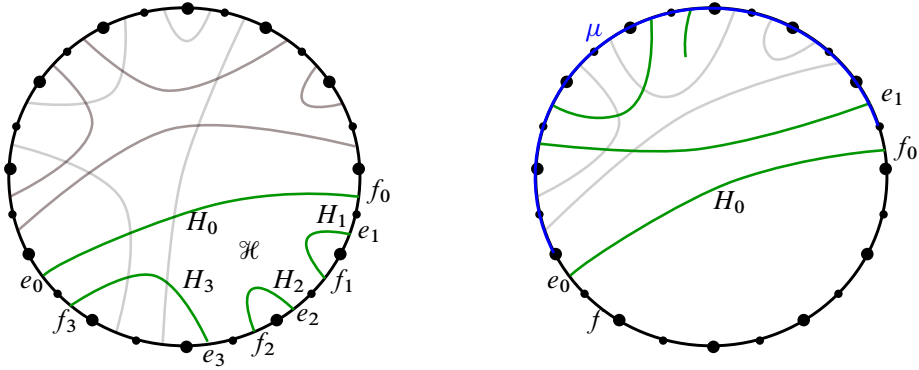 μ
e₁
f₀
f₀
H₀
H₁
e₁
H₀
ℋ
e₀
H₃
H₂
f₁
e₀
f₃
e₂
f
e₃
f₂